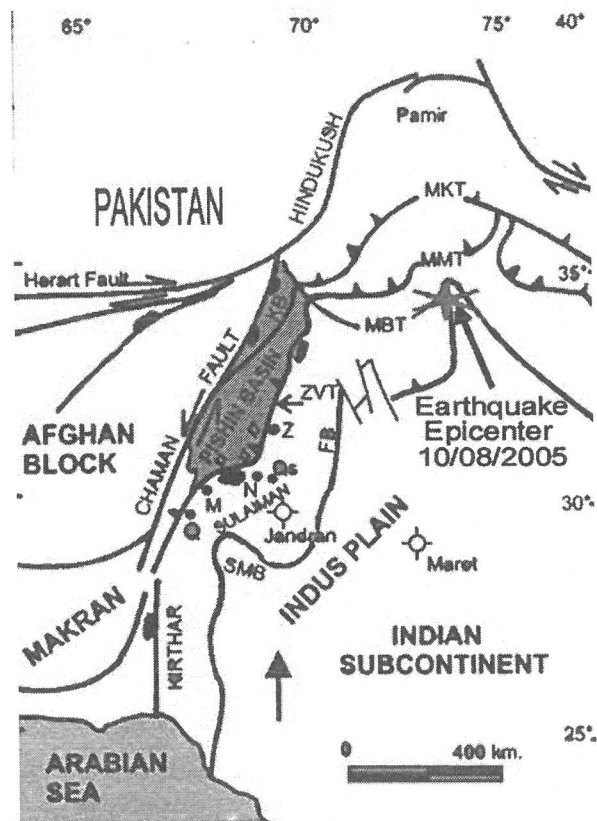 65°
70°
75°
40°
Pamir
HINDUKUSH
PAKISTAN
MKT
MMT
35°
Herart Fault
KB
MBT
FAULT
PISHIN BASIN
ZVT
Earthquake
Epicenter
10/08/2005
AFGHAN
BLOCK
CHAMAN
Z
FB
M
N
SULAIMAN
Jandran
30°
INDUS PLAIN
SMB
Maret
MAKRAN
KIRTHAR
INDIAN
SUBCONTINENT
25°
0
400 km.
ARABIAN
SEA